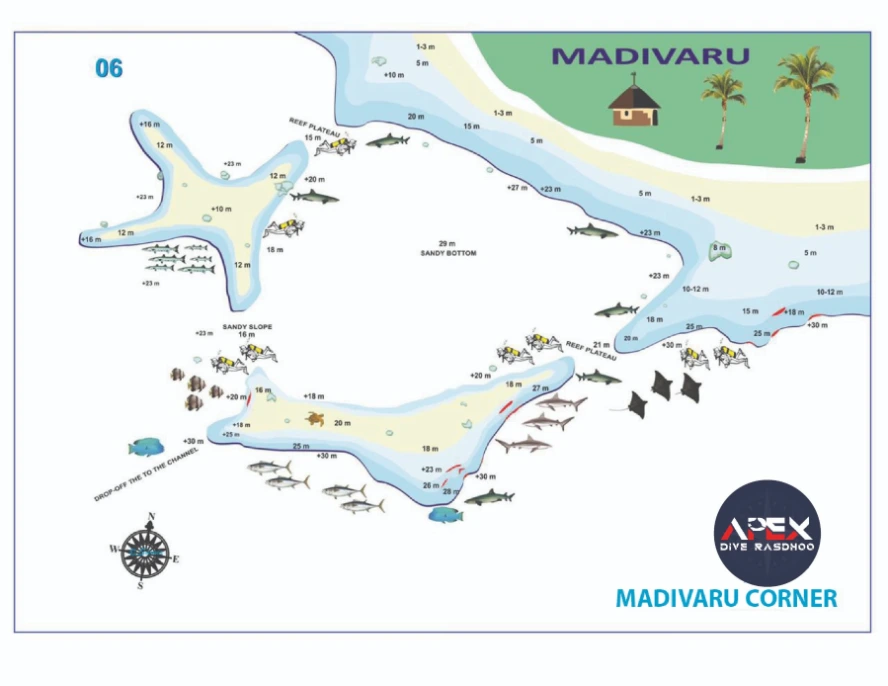 06
MADIVARU
1-3 m
5 m
+10 m
20 m
15 m
1-3 m
5 m
+16 m
12 m
+23 m
REEF PLATEAU
15 m
12 m
+20 m
+23 m
+10 m
+16 m
12 m
18 m
12 m
+23 m
+27 m
+23 m
5 m
1-3 m
+23 m
1-3 m
8 m
5 m
29 m
SANDY BOTTOM
+23 m
10-12 m
10-12 m
15 m
+18 m
18 m
25 m
25 m
+30 m
20 m
21 m
+30 m
SANDY SLOPE
+23 m
16 m
REEF PLATEAU
+20 m
16 m
+20 m
+18 m
18 m
27 m
+18 m
20 m
+25 m
+30 m
25 m
+30 m
18 m
+23 m
+30 m
26 m
28 m
DROP-OFF THE TO THE CHANNEL
N
W
E
S
APEX
DIVE RASDHOO
MADIVARU CORNER